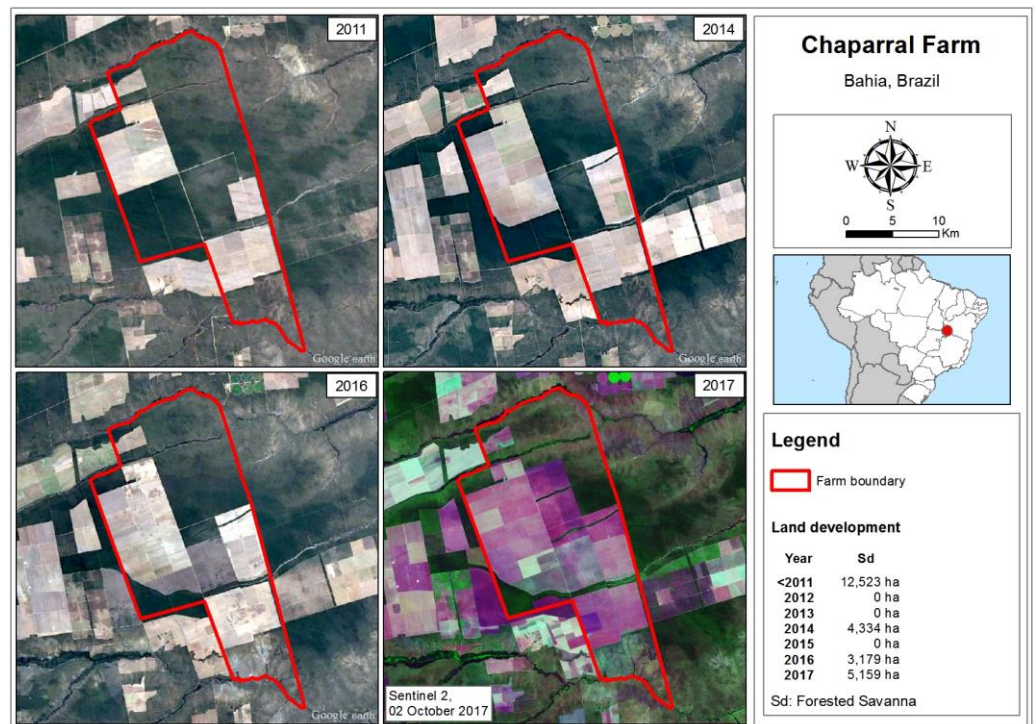 2011
Google earth
2014
Google earth
2016
Google earth
2017
Sentinel 2,
02 October 2017
Chaparral Farm
Bahia, Brazil
N
W E
S
0 5 10
Km
Legend
Farm boundary
Land development
Year Sd
<2011 12,523 ha
2012 0 ha
2013 0 ha
2014 4,334 ha
2015 0 ha
2016 3,179 ha
2017 5,159 ha
Sd: Forested Savanna